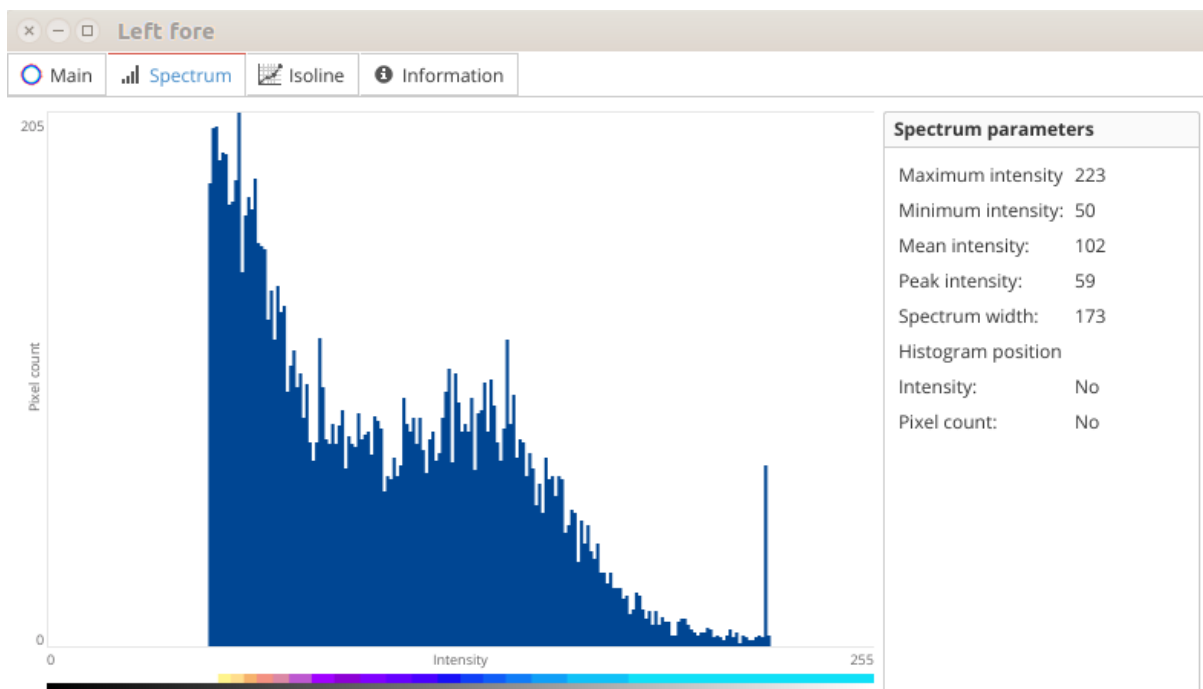 Left fore
Main Spectrum Isoline Information
205
Pixel count
0
0 Intensity 255
Spectrum parameters
Maximum intensity 223
Minimum intensity: 50
Mean intensity: 102
Peak intensity: 59
Spectrum width: 173
Histogram position
Intensity: No
Pixel count: No